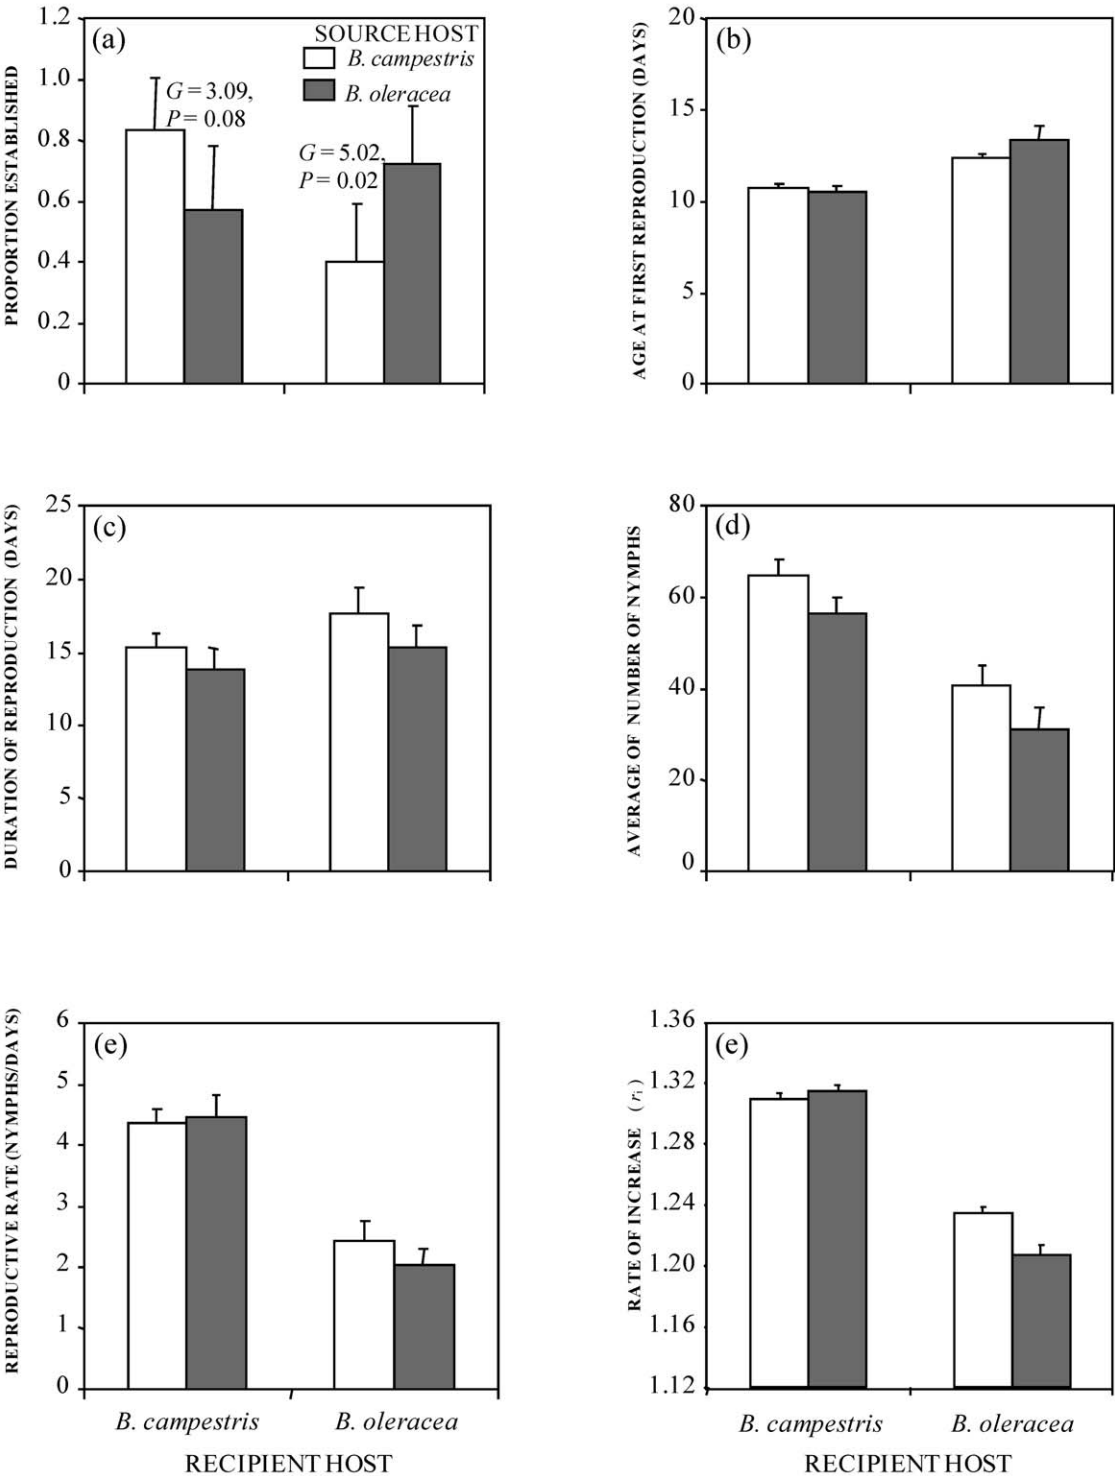 (a)
SOURCE HOST
B. campestris
B. oleracea
G = 3.09,
P = 0.08
G = 5.02,
P = 0.02
PROPORTION ESTABLISHED
1.2
1.0
0.8
0.6
0.4
0.2
0
(b)
AGE AT FIRST REPRODUCTION (DAYS)
20
15
10
5
0
(c)
DURATION OF REPRODUCTION (DAYS)
25
20
15
10
5
0
(d)
AVERAGE OF NUMBER OF NYMPHS
80
60
40
20
0
(e)
REPRODUCTIVE RATE (NYMPHS/DAYS)
6
5
4
3
2
1
0
B. campestris
B. oleracea
RECIPIENT HOST
(e)
RATE OF INCREASE (ri)
1.36
1.32
1.28
1.24
1.20
1.16
1.12
B. campestris
B. oleracea
RECIPIENT HOST